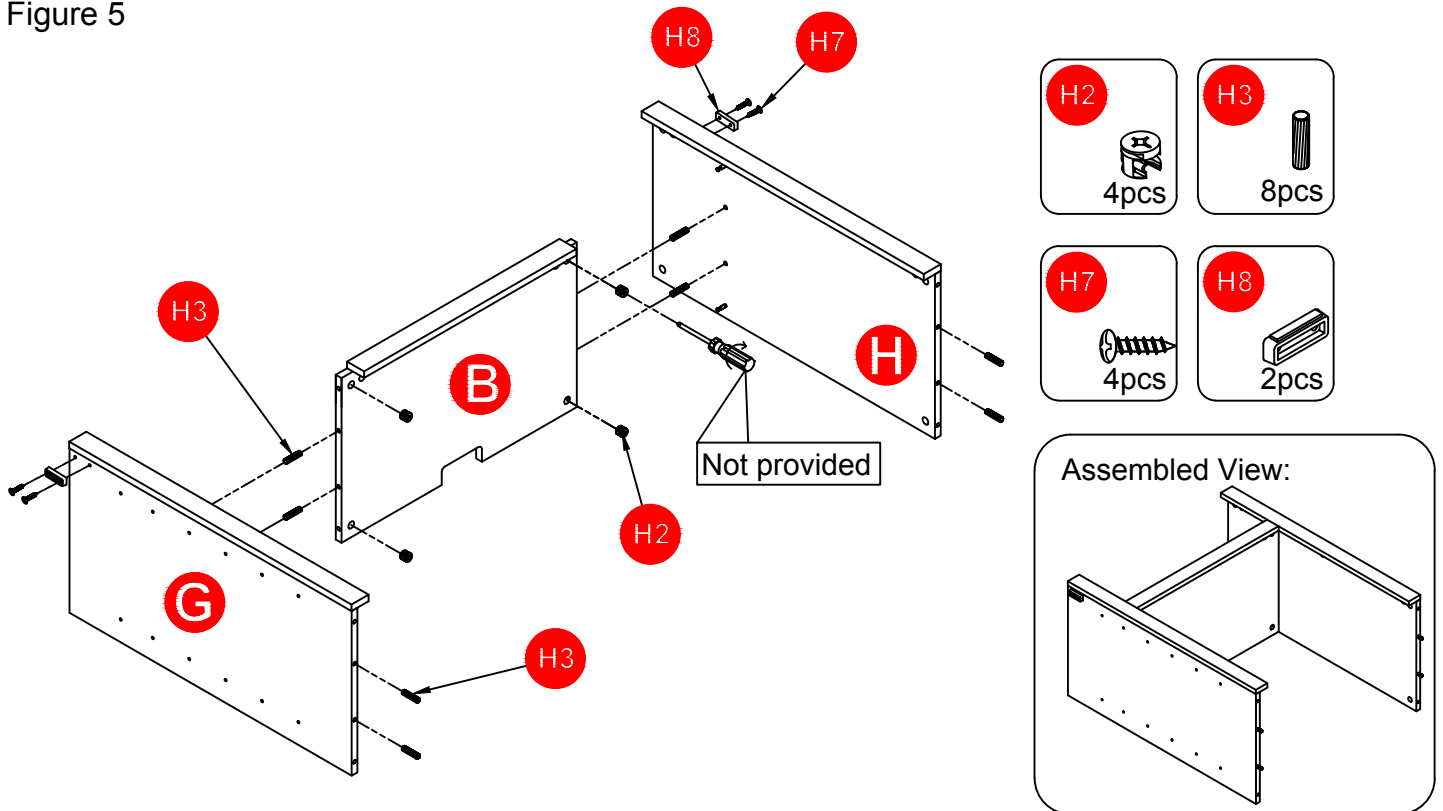 Figure 5
H8
H7
H2
4pcs
H3
8pcs
H7
4pcs
H8
2pcs
H3
B
H
Not provided
H2
G
H3
Assembled View: